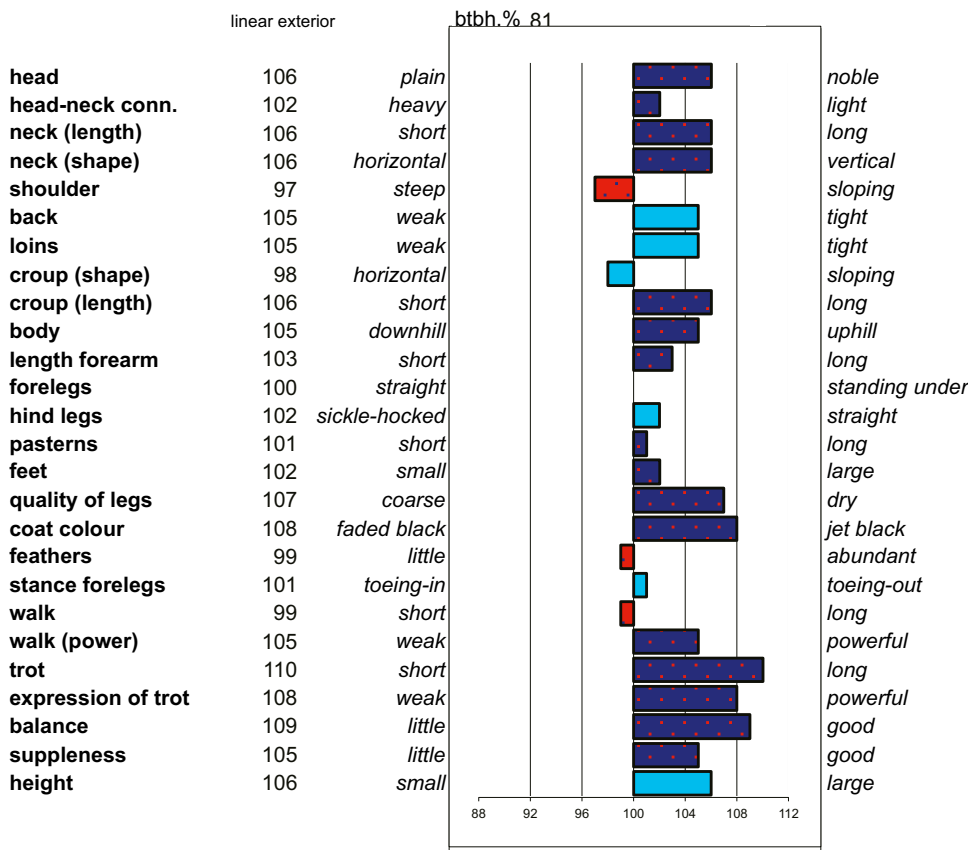 linear exterior btbh.% 81
head 106 plain noble
head-neck conn. 102 heavy light
neck (length) 106 short long
neck (shape) 106 horizontal vertical
shoulder 97 steep sloping
back 105 weak tight
loins 105 weak tight
croup (shape) 98 horizontal sloping
croup (length) 106 short long
body 105 downhill uphill
length forearm 103 short long
forelegs 100 straight standing under
hind legs 102 sickle-hocked straight
pasterns 101 short long
feet 102 small large
quality of legs 107 coarse dry
coat colour 108 faded black jet black
feathers 99 little abundant
stance forelegs 101 toeing-in toeing-out
walk 99 short long
walk (power) 105 weak powerful
trot 110 short long
expression of trot 108 weak powerful
balance 109 little good
suppleness 105 little good
height 106 small large
88 92 96 100 104 108 112